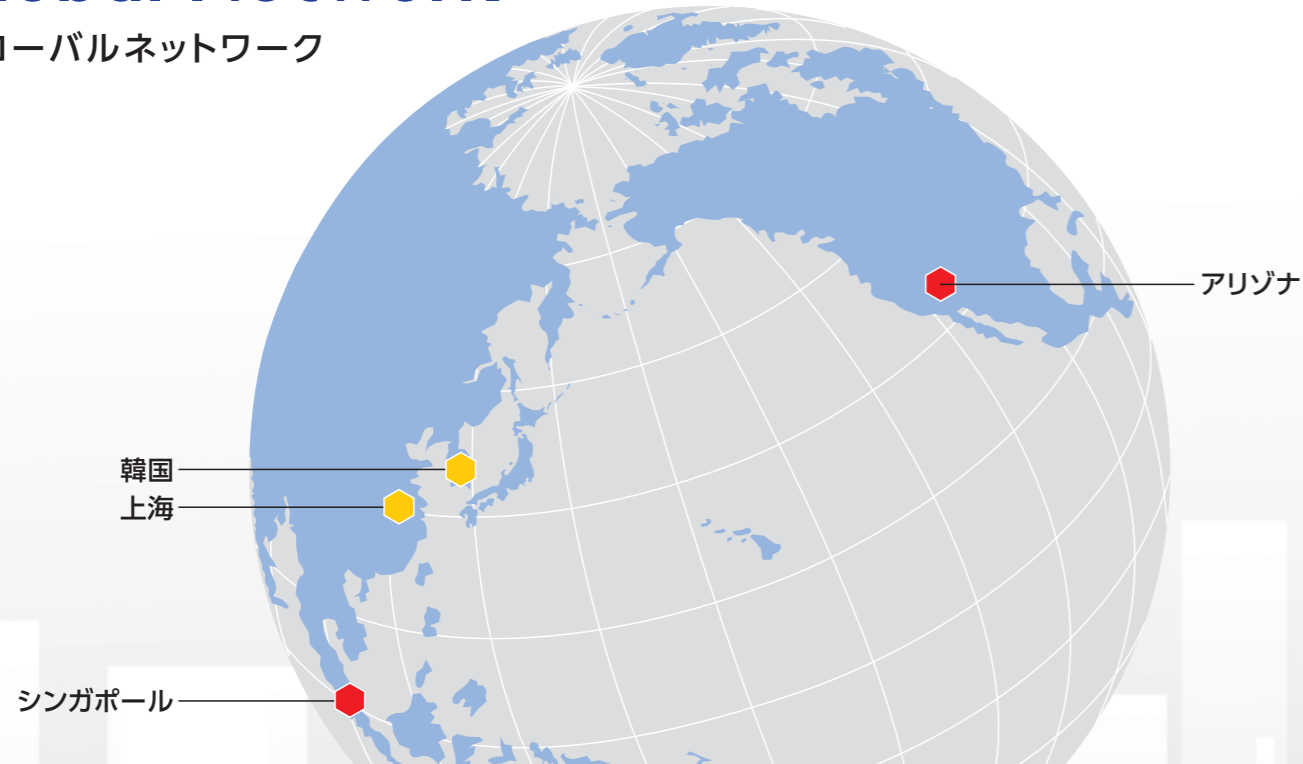 ローバルネットワーク
アリゾナ
韓国
上海
シンガポール